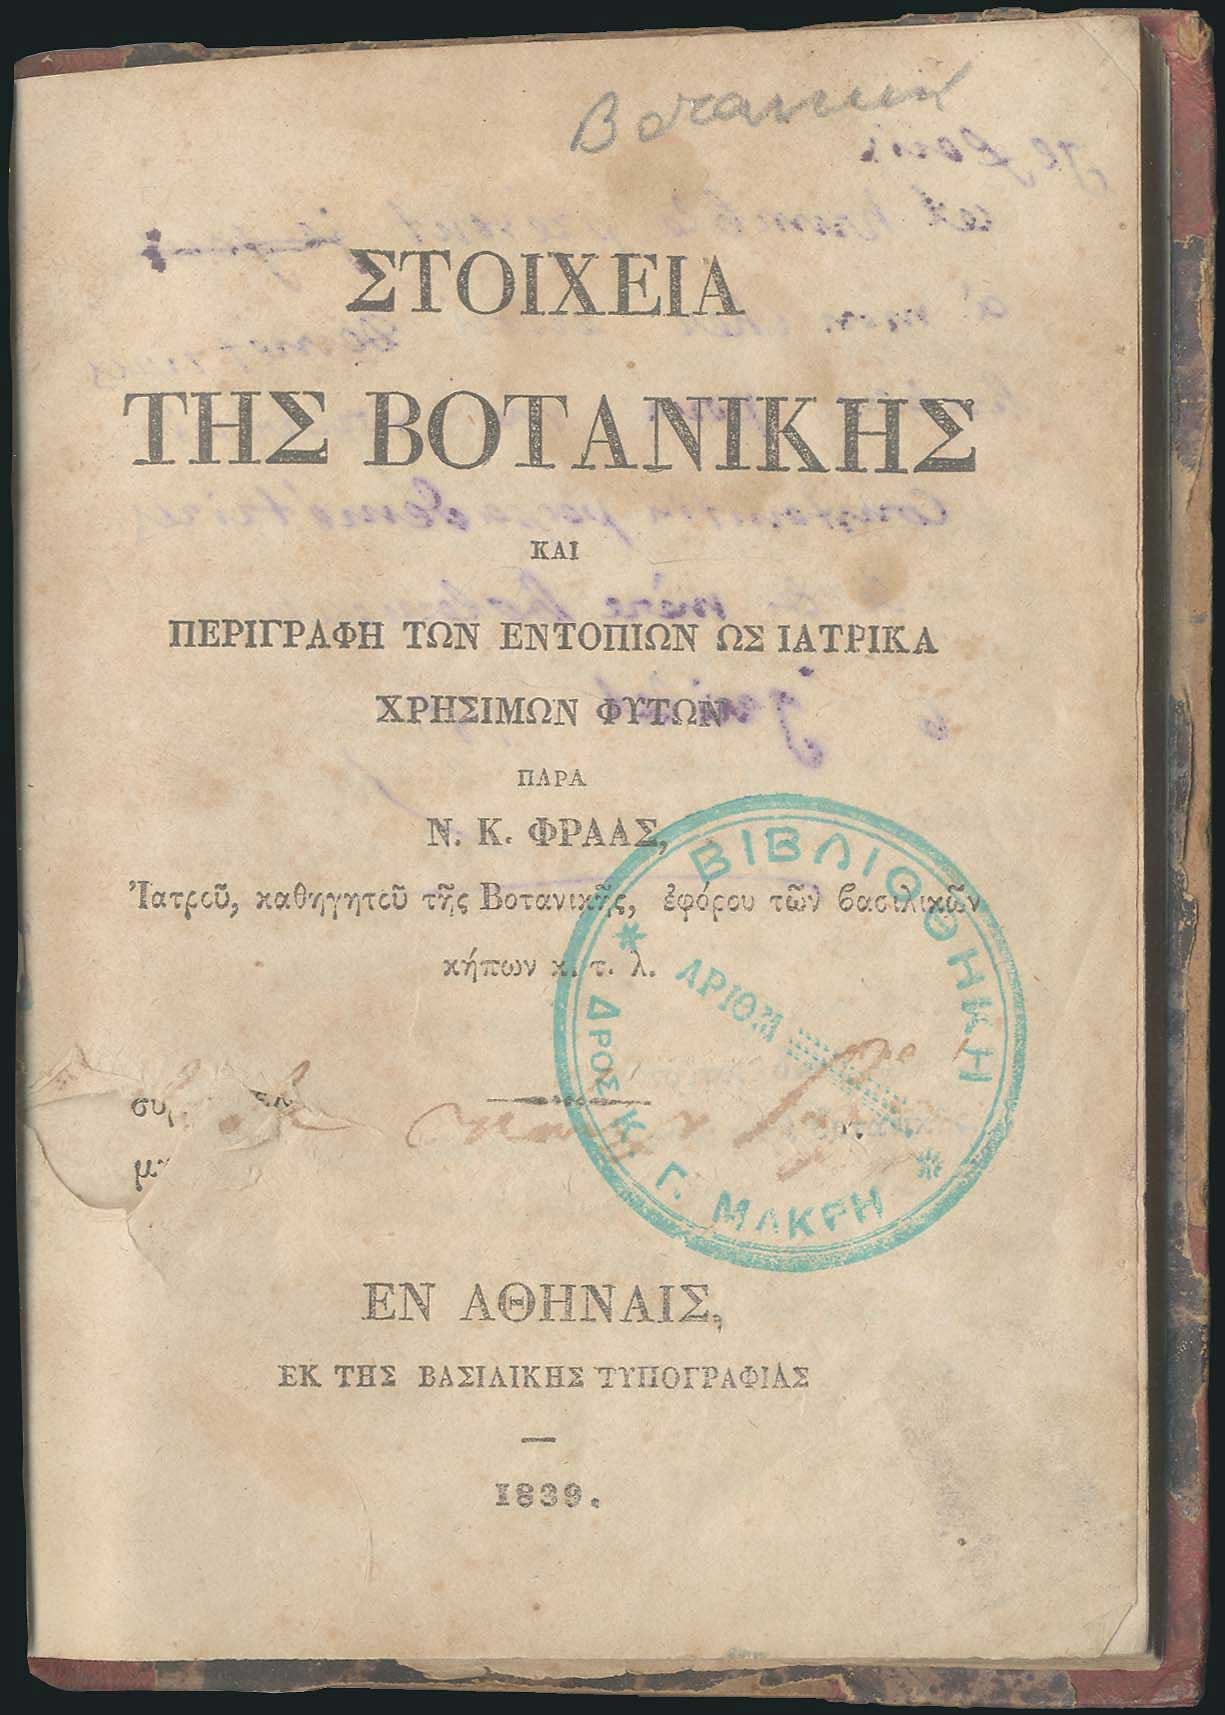 Βοτανική
ΣΤΟΙΧΕΙΑ
ΤΗΣ ΒΟΤΑΝΙΚΗΣ
ΚΑΙ
ΠΕΡΙΓΡΑΦΗ ΤΩΝ ΕΝΤΟΠΙΩΝ ΩΣ ΙΑΤΡΙΚΑ
ΧΡΗΣΙΜΩΝ ΦΥΤΩΝ
ΠΑΡΑ
Ν. Κ. ΦΡΑΑΣ,
Ἰατροῦ, καθηγητοῦ τῆς Βοτανικῆς, ἐφόρου τῶν βασιλικῶν
κήπων κ. τ. λ.
ΒΙΒΛΙΟΘΗΚΗ
ΑΡΙΘΜ
* ΔΡΟΣ Κ. Γ. ΜΑΚΡΗ *
ΕΝ ΑΘΗΝΑΙΣ,
ΕΚ ΤΗΣ ΒΑΣΙΛΙΚΗΣ ΤΥΠΟΓΡΑΦΙΑΣ
—
1839.